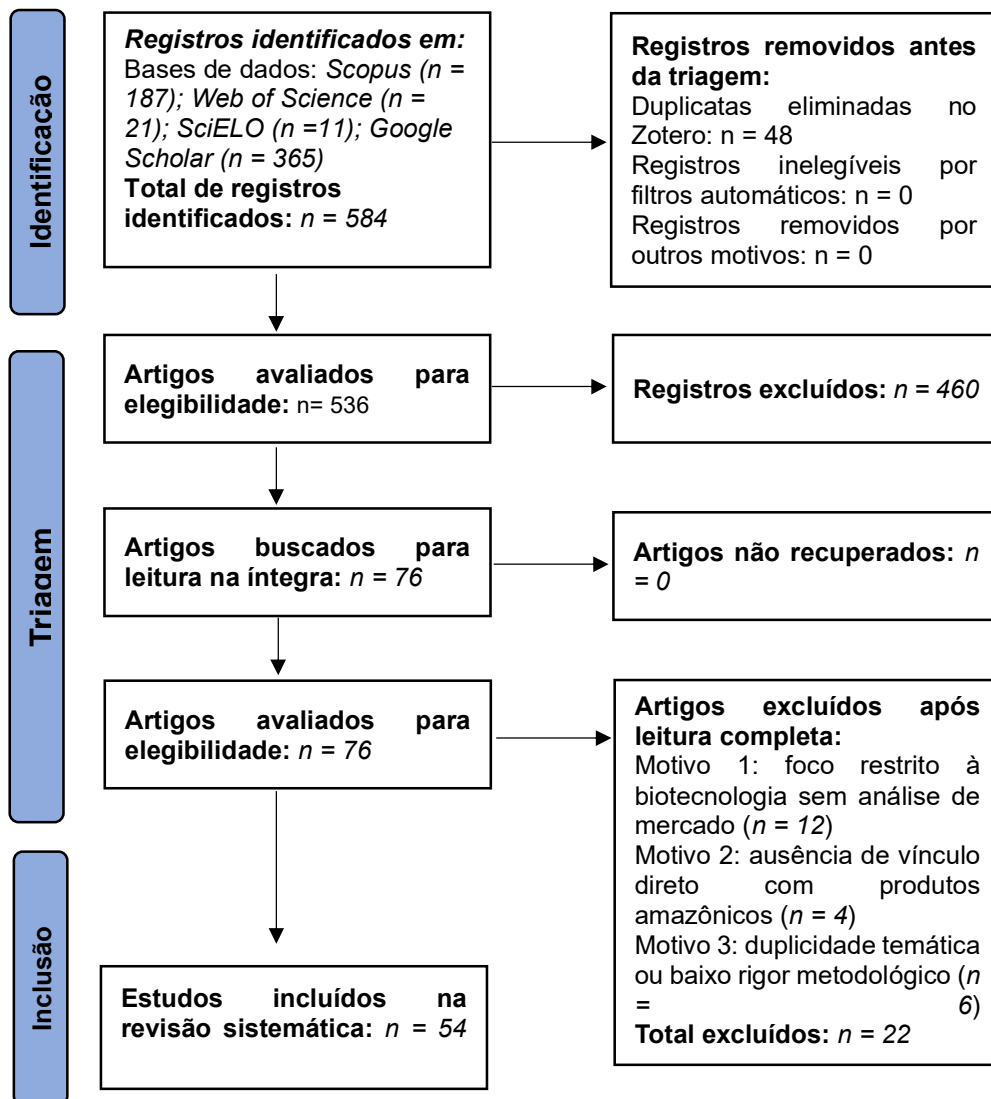 Identificação
Registros identificados em:
Bases de dados: Scopus (n =
187); Web of Science (n =
21); SciELO (n =11); Google
Scholar (n = 365)
Total de registros
identificados: n = 584
Registros removidos antes
da triagem:
Duplicatas eliminadas no
Zotero: n = 48
Registros inelegíveis por
filtros automáticos: n = 0
Registros removidos por
outros motivos: n = 0
Triagem
Artigos avaliados para
elegibilidade: n= 536
Registros excluídos: n = 460
Artigos buscados para
leitura na íntegra: n = 76
Artigos não recuperados: n
= 0
Artigos avaliados para
elegibilidade: n = 76
Artigos excluídos após
leitura completa:
Motivo 1: foco restrito à
biotecnologia sem análise de
mercado (n = 12)
Motivo 2: ausência de vínculo
direto com produtos
amazônicos (n = 4)
Motivo 3: duplicidade temática
ou baixo rigor metodológico (n
= 6)
Total excluídos: n = 22
Inclusão
Estudos incluídos na
revisão sistemática: n = 54